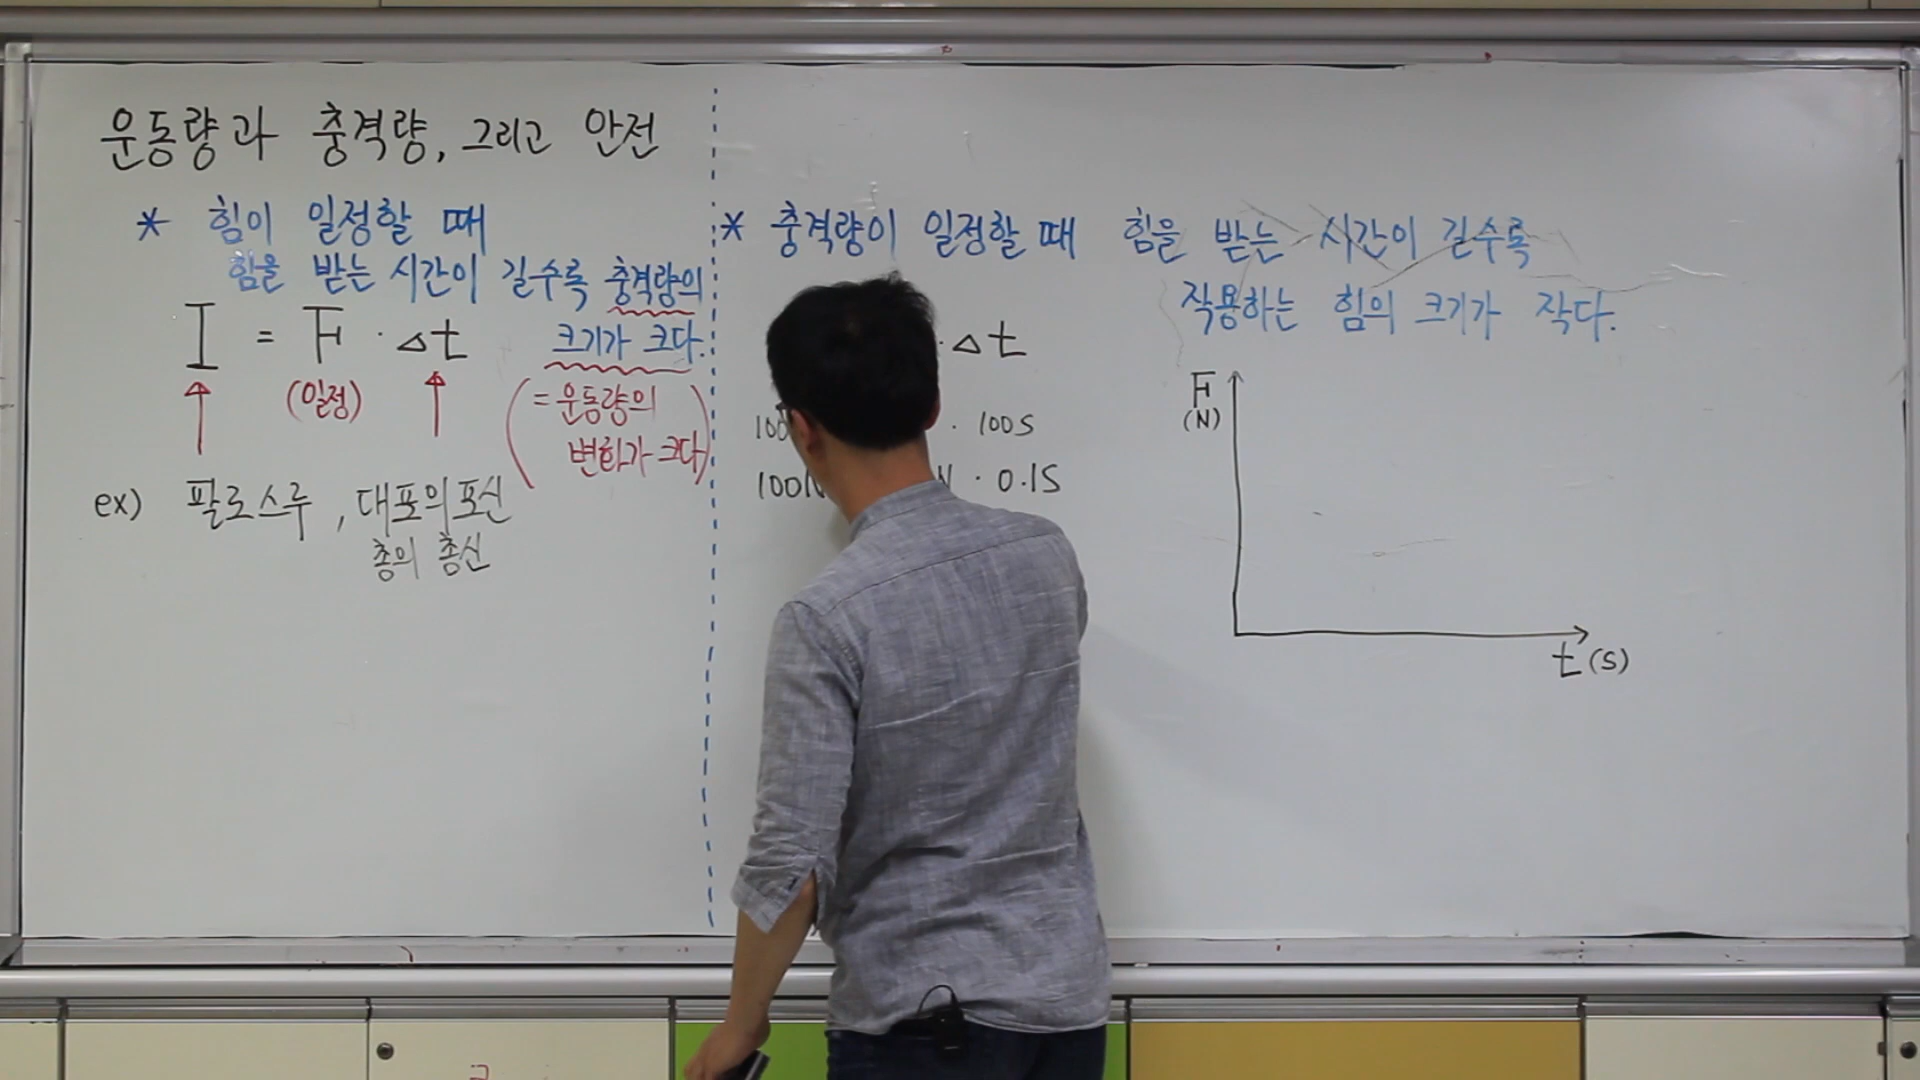 운동량과 충격량, 그리고 안전
* 힘이 일정할 때
힘을 받는 시간이 길수록 충격량의
크기가 크다.
I = F · △t
(일정)
(= 운동량의
변화가 크다)
ex) 팔로스루, 대포의 포신
총의 총신
* 충격량이 일정할 때 힘을 받는 시간이 길수록
작용하는 힘의 크기가 작다.
· △t
· 100S
· 0.1S
F
(N)
t (s)